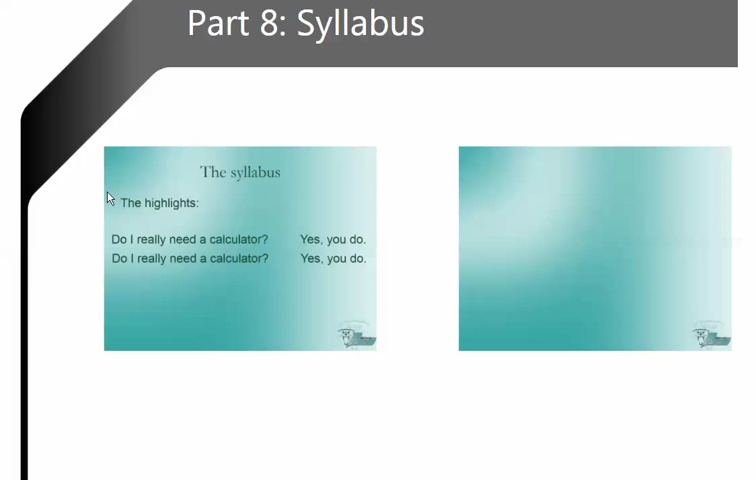 Part 8: Syllabus
The syllabus
The highlights:
Do I really need a calculator? Yes, you do.
Do I really need a calculator? Yes, you do.